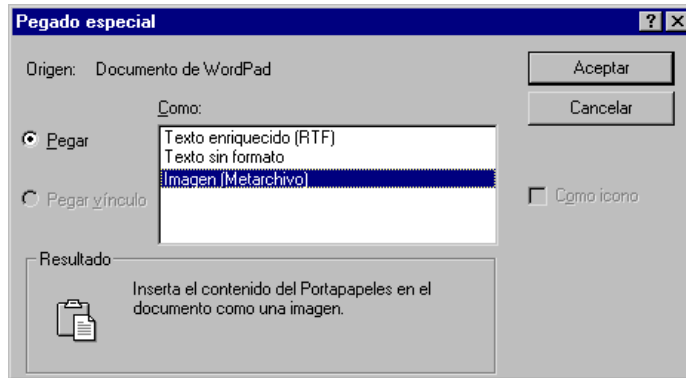 Pegado especial
Origen: Documento de WordPad
Aceptar
Como:
Cancelar
Pegar
Texto enriquecido (RTF)
Texto sin formato
Imagen (Metarchivo)
Pegar vínculo
Como icono
Resultado
Inserta el contenido del Portapapeles en el
documento como una imagen.